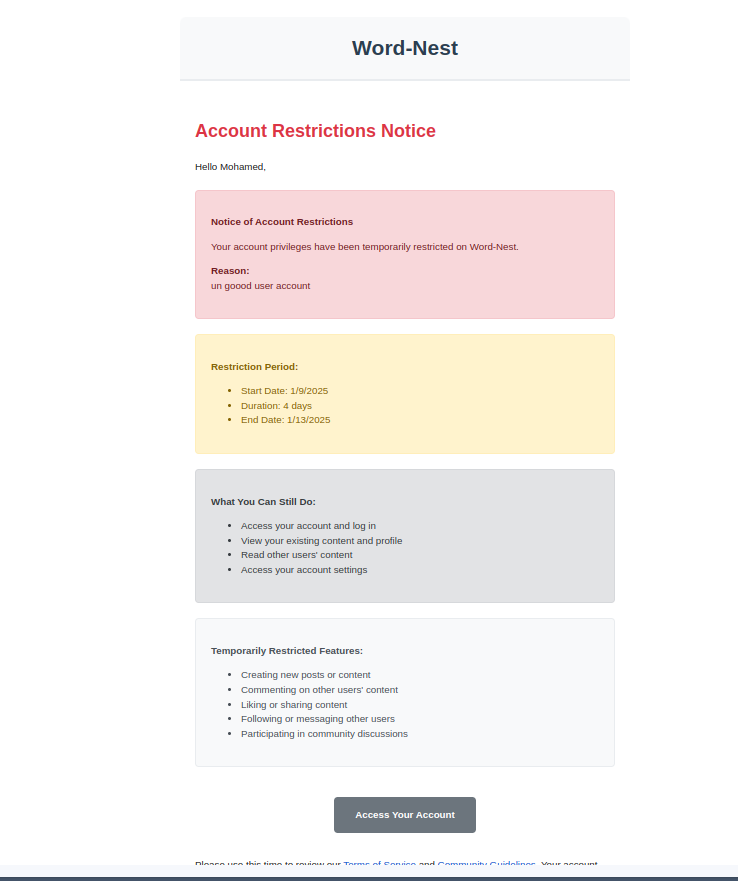 Word-Nest
Account Restrictions Notice
Hello Mohamed,
Notice of Account Restrictions
Your account privileges have been temporarily restricted on Word-Nest.
Reason:
un goood user account
Restriction Period:
• Start Date: 1/9/2025
• Duration: 4 days
• End Date: 1/13/2025
What You Can Still Do:
• Access your account and log in
• View your existing content and profile
• Read other users' content
• Access your account settings
Temporarily Restricted Features:
• Creating new posts or content
• Commenting on other users' content
• Liking or sharing content
• Following or messaging other users
• Participating in community discussions
Access Your Account
Please use this time to review our Terms of Service and Community Guidelines. Your account